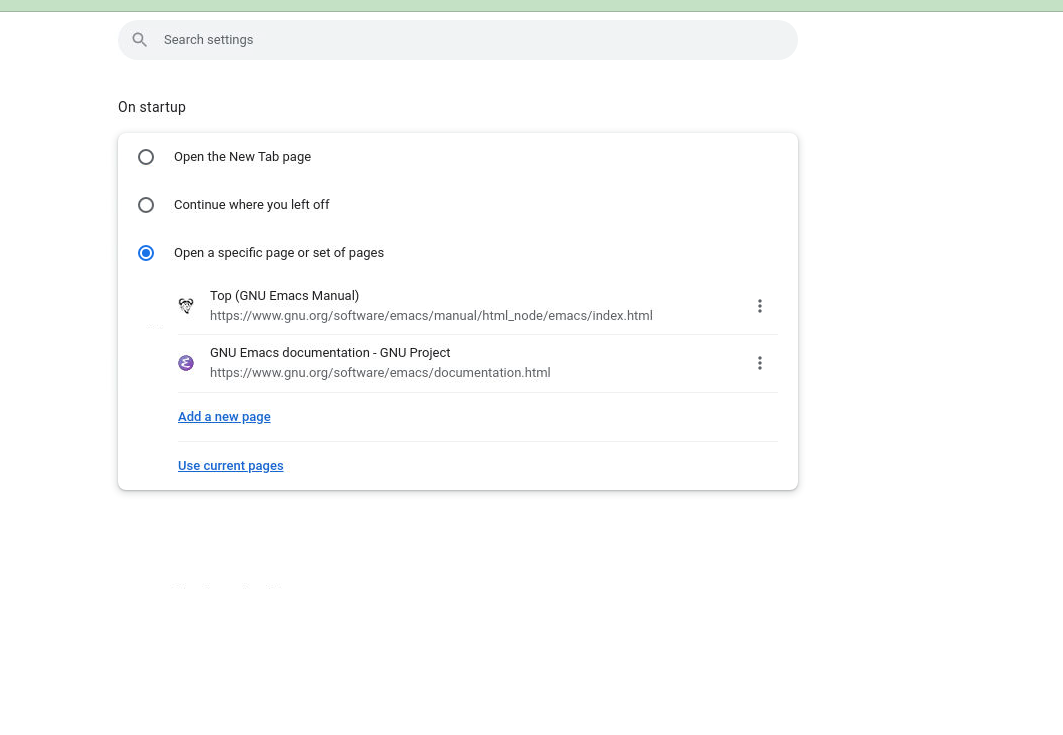 Search settings
On startup
Open the New Tab page
Continue where you left off
Open a specific page or set of pages
Top (GNU Emacs Manual)
https://www.gnu.org/software/emacs/manual/html_node/emacs/index.html
GNU Emacs documentation - GNU Project
https://www.gnu.org/software/emacs/documentation.html
Add a new page
Use current pages